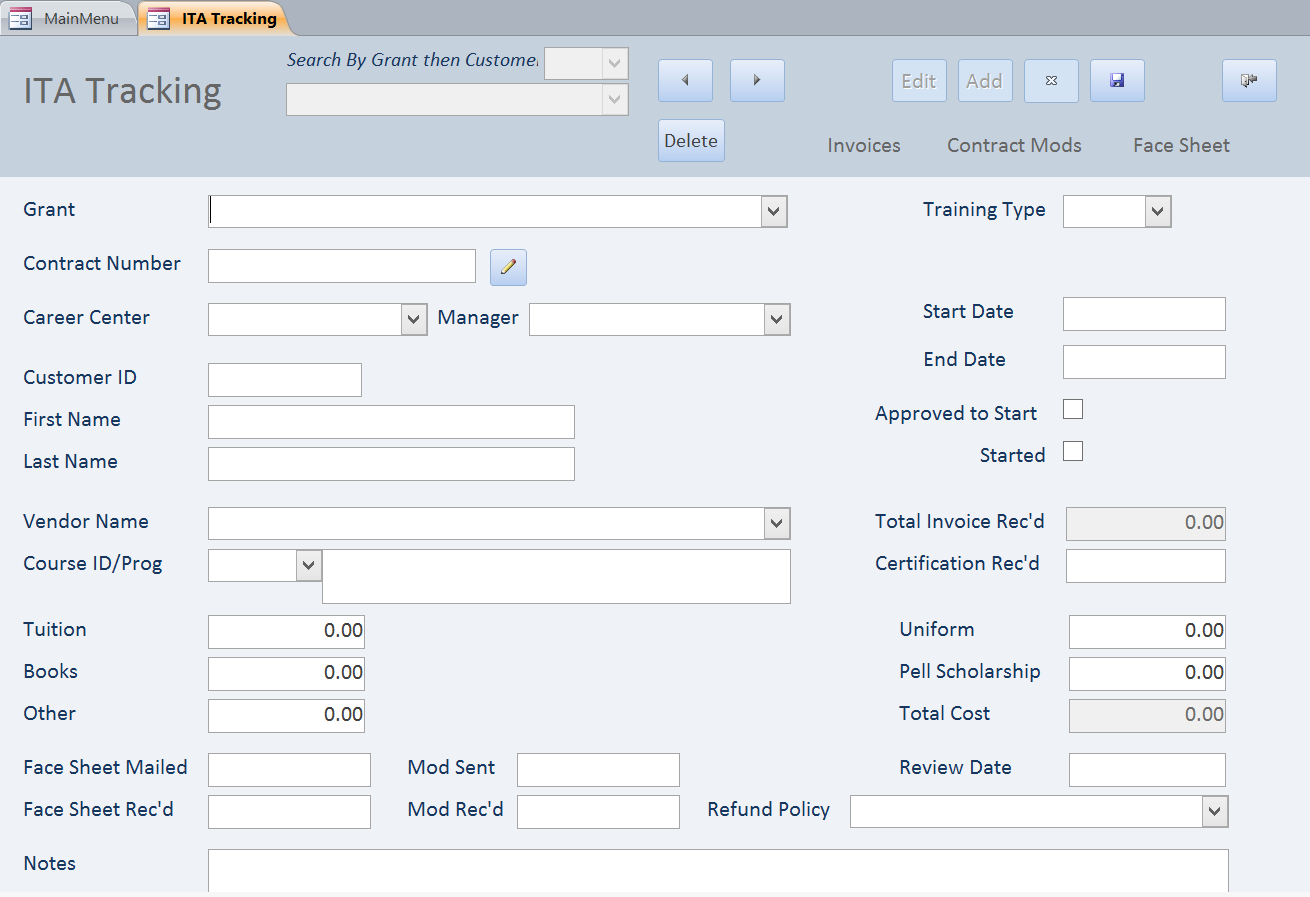 MainMenu
ITA Tracking
ITA Tracking
Search By Grant then Custome
Edit
Add
Delete
Invoices
Contract Mods
Face Sheet
Grant
Training Type
Contract Number
Career Center
Manager
Start Date
End Date
Customer ID
First Name
Approved to Start
Last Name
Started
Vendor Name
Total Invoice Rec'd
0.00
Course ID/Prog
Certification Rec'd
Tuition
0.00
Uniform
0.00
Books
0.00
Pell Scholarship
0.00
Other
0.00
Total Cost
0.00
Face Sheet Mailed
Mod Sent
Review Date
Face Sheet Rec'd
Mod Rec'd
Refund Policy
Notes